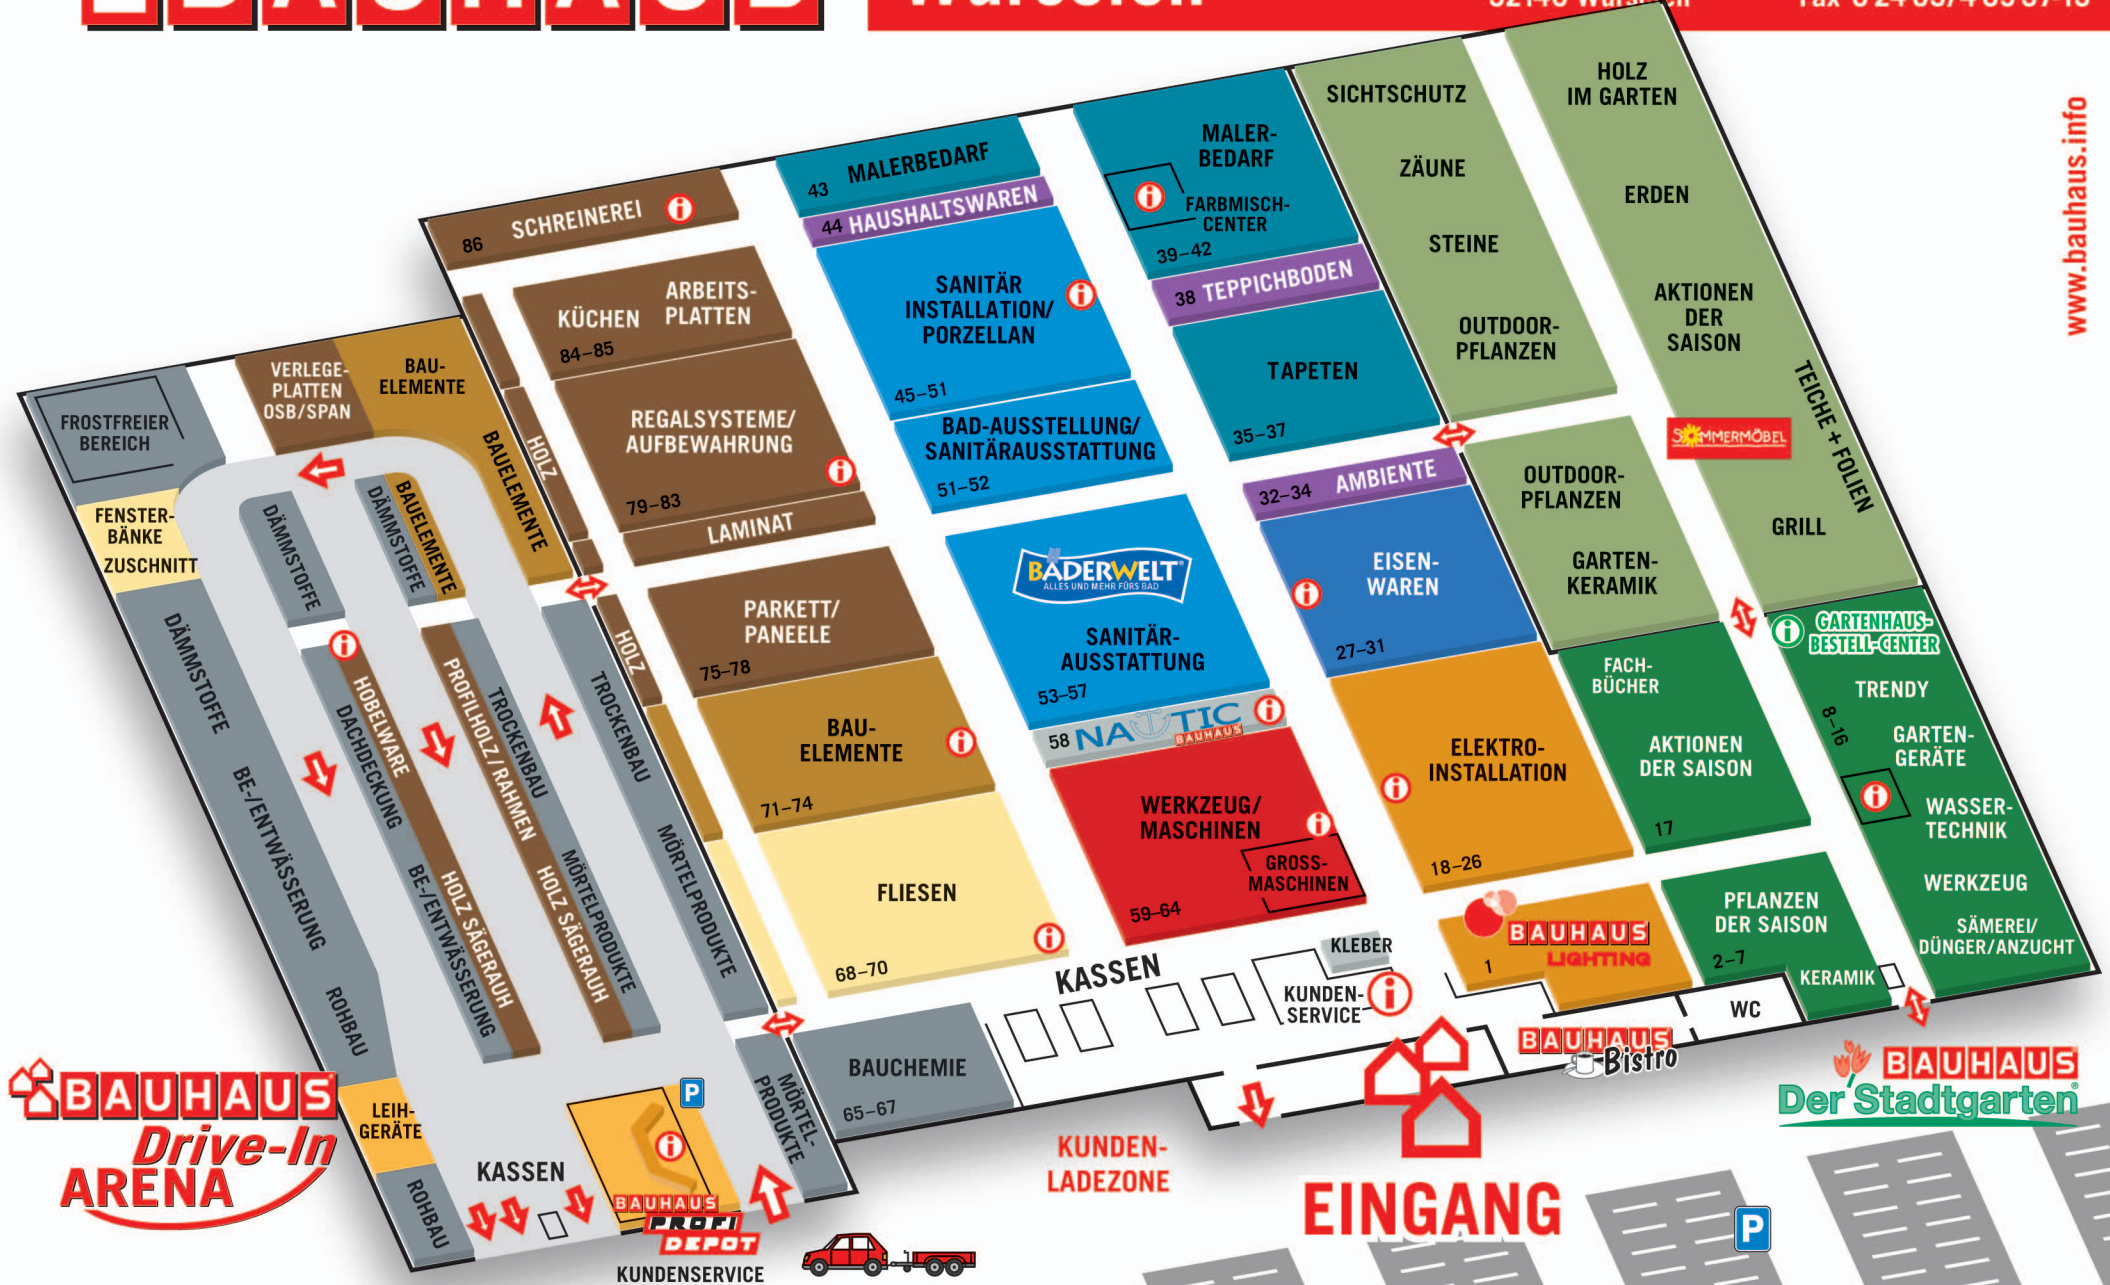 BAUHAUS
www.bauhaus.info
HOLZ
IM GARTEN
ERDEN
AKTIONEN
DER
SAISON
TEICHE + FOLIEN
SOMMERMÖBEL
GRILL
SICHTSCHUTZ
ZÄUNE
STEINE
OUTDOOR-
PFLANZEN
OUTDOOR-
PFLANZEN
GARTEN-
KERAMIK
MALER-
BEDARF
FARBMISCH-
CENTER
39–42
38 TEPPICHBODEN
TAPETEN
35–37
32–34 AMBIENTE
EISEN-
WAREN
27–31
ELEKTRO-
INSTALLATION
18–26
BAUHAUS
LIGHTING
1
43 MALERBEDARF
44 HAUSHALTSWAREN
SANITÄR
INSTALLATION/
PORZELLAN
45–51
BAD-AUSSTELLUNG/
SANITÄRAUSSTATTUNG
51–52
BÄDERWELT
ALLES UND MEHR FÜRS BAD
SANITÄR-
AUSSTATTUNG
53–57
58 NAUTIC
BAUHAUS
WERKZEUG/
MASCHINEN
GROSS-
MASCHINEN
59–64
86 SCHREINEREI
KÜCHEN
ARBEITS-
PLATTEN
84–85
REGALSYSTEME/
AUFBEWAHRUNG
79–83
LAMINAT
PARKETT/
PANEELE
75–78
BAU-
ELEMENTE
71–74
FLIESEN
68–70
BAUCHEMIE
65–67
HOLZ
HOLZ
VERLEGE-
PLATTEN
OSB/SPAN
BAU-
ELEMENTE
BAUELEMENTE
FROSTFREIER
BEREICH
FENSTER-
BÄNKE
ZUSCHNITT
DÄMMSTOFFE
DÄMMSTOFFE
BAUELEMENTE
DÄMMSTOFFE
BE-/ENTWÄSSERUNG
ROHBAU
HOBELWARE
DACHDECKUNG
HOLZ SÄGERAUH
BE-/ENTWÄSSERUNG
PROFILHOLZ/RAHMEN
TROCKENBAU
HOLZ SÄGERAUH
MÖRTELPRODUKTE
TROCKENBAU
MÖRTELPRODUKTE
MÖRTEL-
PRODUKTE
LEIH-
GERÄTE
ROHBAU
KASSEN
P
BAUHAUS
PROFI
DEPOT
KUNDENSERVICE
BAUHAUS
Drive-In
ARENA
KASSEN
KLEBER
KUNDEN-
SERVICE
KUNDEN-
LADEZONE
EINGANG
BAUHAUS
Bistro
WC
FACH-
BÜCHER
AKTIONEN
DER SAISON
17
PFLANZEN
DER SAISON
2–7
KERAMIK
GARTENHAUS-
BESTELL-CENTER
TRENDY
8–16
GARTEN-
GERÄTE
WASSER-
TECHNIK
WERKZEUG
SÄMEREI/
DÜNGER/ANZUCHT
BAUHAUS
Der Stadtgarten
P